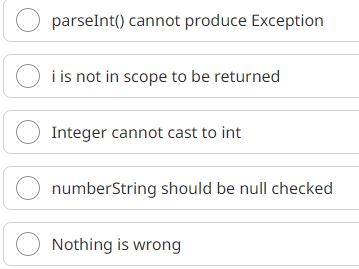 parseInt() cannot produce Exception
i is not in scope to be returned
Integer cannot cast to int
numberString should be null checked
Nothing is wrong